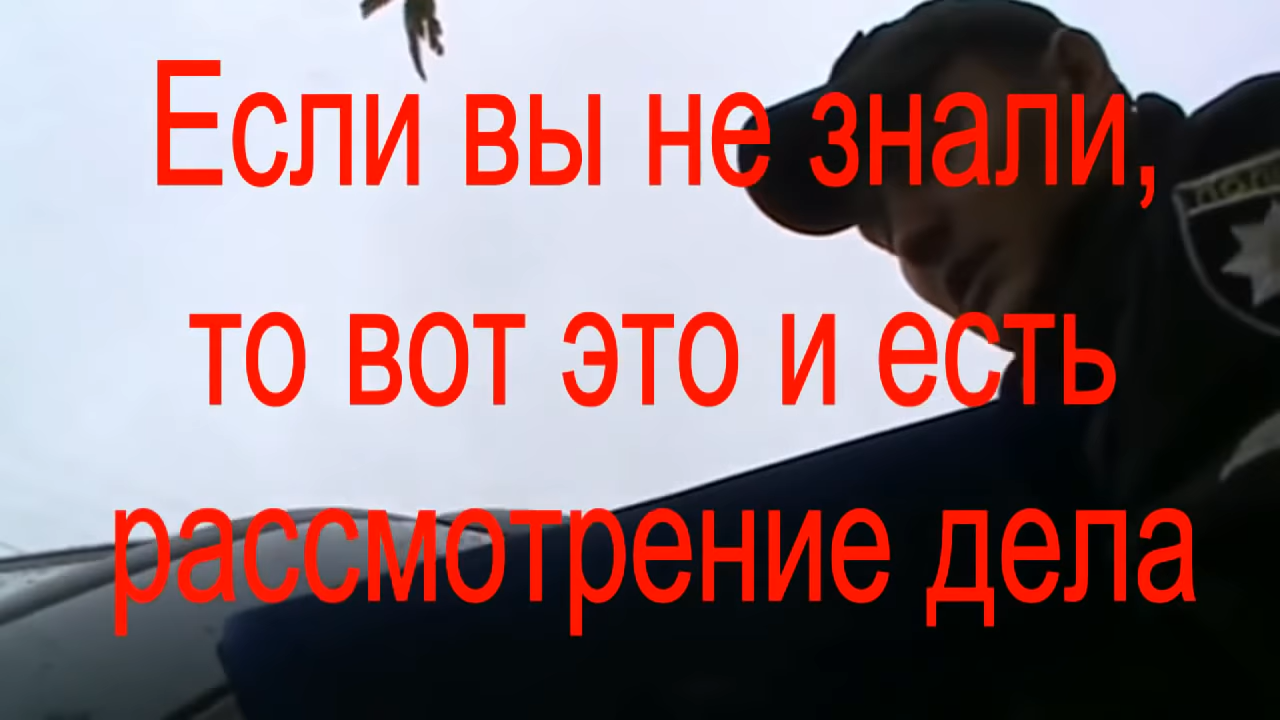 Если вы не знали,
то вот это и есть
рассмотрение дела